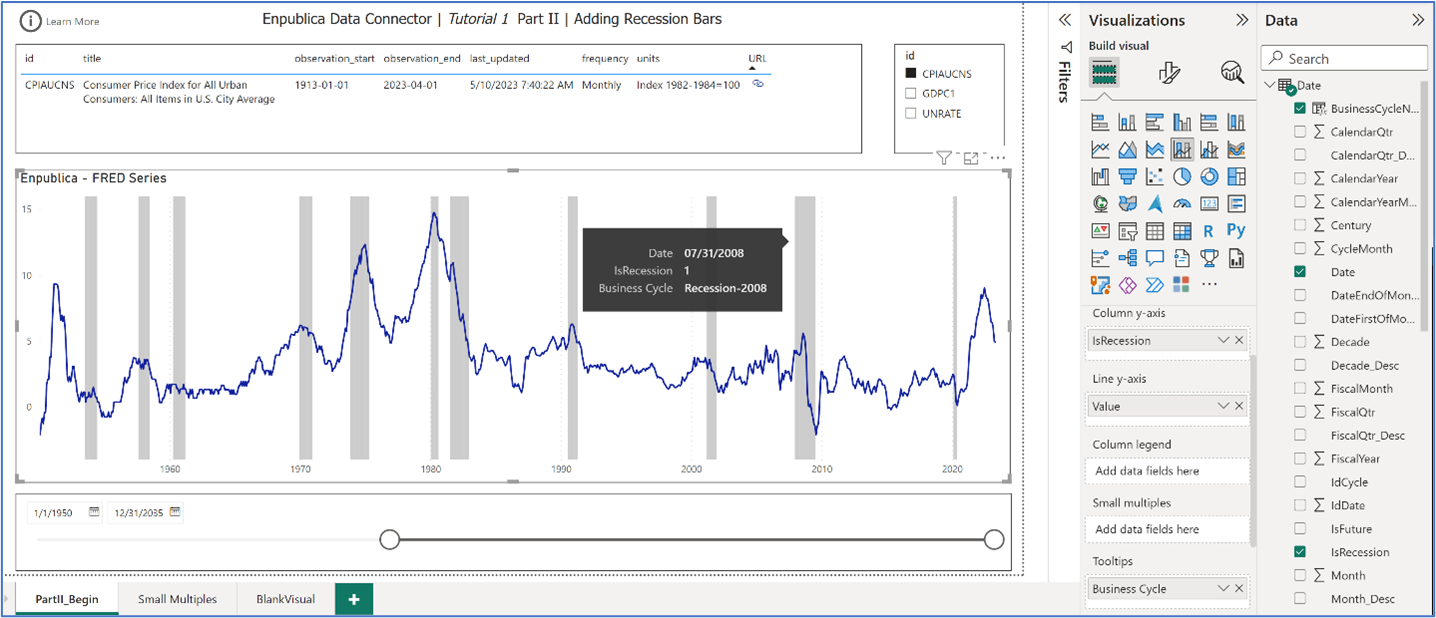 Learn More
Enpublica Data Connector | Tutorial 1 Part II | Adding Recession Bars
id title observation_start observation_end last_updated frequency units URL
CPIAUCNS Consumer Price Index for All Urban 1913-01-01 2023-04-01 5/10/2023 7:40:22 AM Monthly Index 1982-1984=100
Consumers: All Items in U.S. City Average
id
CPIAUCNS
GDPC1
UNRATE
Enpublica - FRED Series
15
10
5
0
Date 07/31/2008
IsRecession 1
Business Cycle Recession-2008
1960 1970 1980 1990 2000 2010 2020
1/1/1950 12/31/2035
PartII_Begin Small Multiples BlankVisual +
Filters
Visualizations
Build visual
123
R Py
Column y-axis
IsRecession
Line y-axis
Value
Column legend
Add data fields here
Small multiples
Add data fields here
Tooltips
Business Cycle
Data
Search
Date
BusinessCycleN...
CalendarQtr
CalendarQtr_D...
CalendarYear
CalendarYearM...
Century
CycleMonth
Date
DateEndOfMon...
DateFirstOfMo...
Decade
Decade_Desc
FiscalMonth
FiscalQtr
FiscalQtr_Desc
FiscalYear
IdCycle
IdDate
IsFuture
IsRecession
Month
Month_Desc